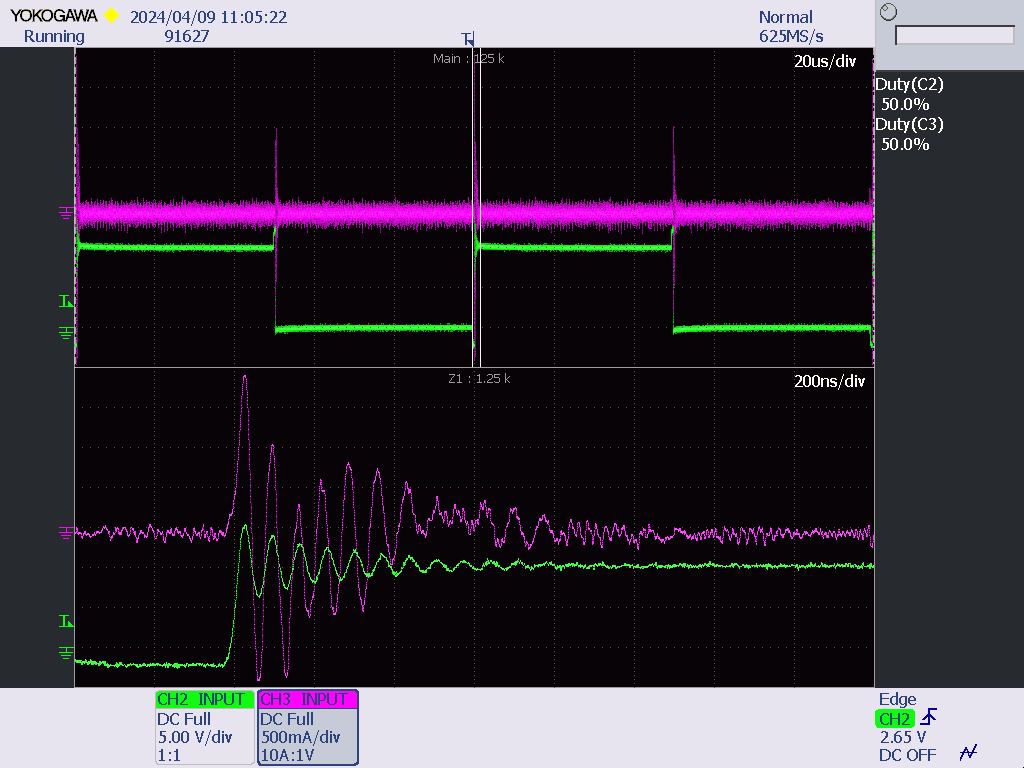 YOKOGAWA 2024/04/09 11:05:22
Running 91627
Normal
625MS/s
T
Main : 125 k
20us/div
Duty(C2)
50.0%
Duty(C3)
50.0%
T
Z1 : 1.25 k
200ns/div
T
CH2 INPUT
DC Full
5.00 V/div
1:1
CH3 INPUT
DC Full
500mA/div
10A:1V
Edge
CH2
2.65 V
DC OFF